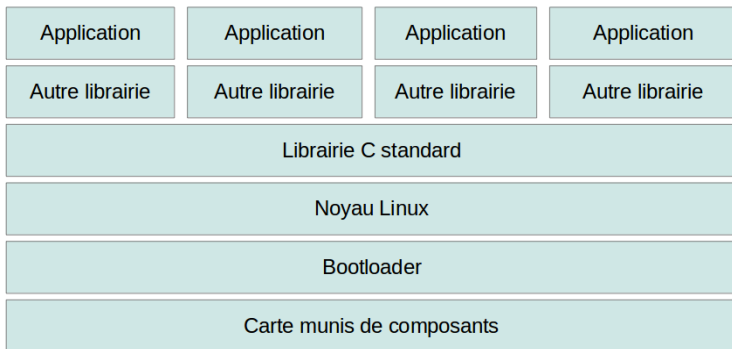 Application Application Application Application
Autre librairie Autre librairie Autre librairie Autre librairie
Librairie C standard
Noyau Linux
Bootloader
Carte munis de composants